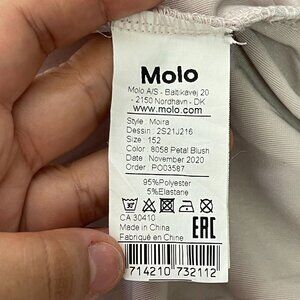 Molo
Molo A/S - Baltikavej 20
- 2150 Nordhavn - DK
www.molo.com
Style : Moira
Dessin : 2S21J216
Size : 152
Color : 8058 Petal Blush
Date : November 2020
Order : PO03587
95%Polyester
5%Elastane
30
CA 30410
Made in China
Fabriqué en Chine
EAC
714210 732112